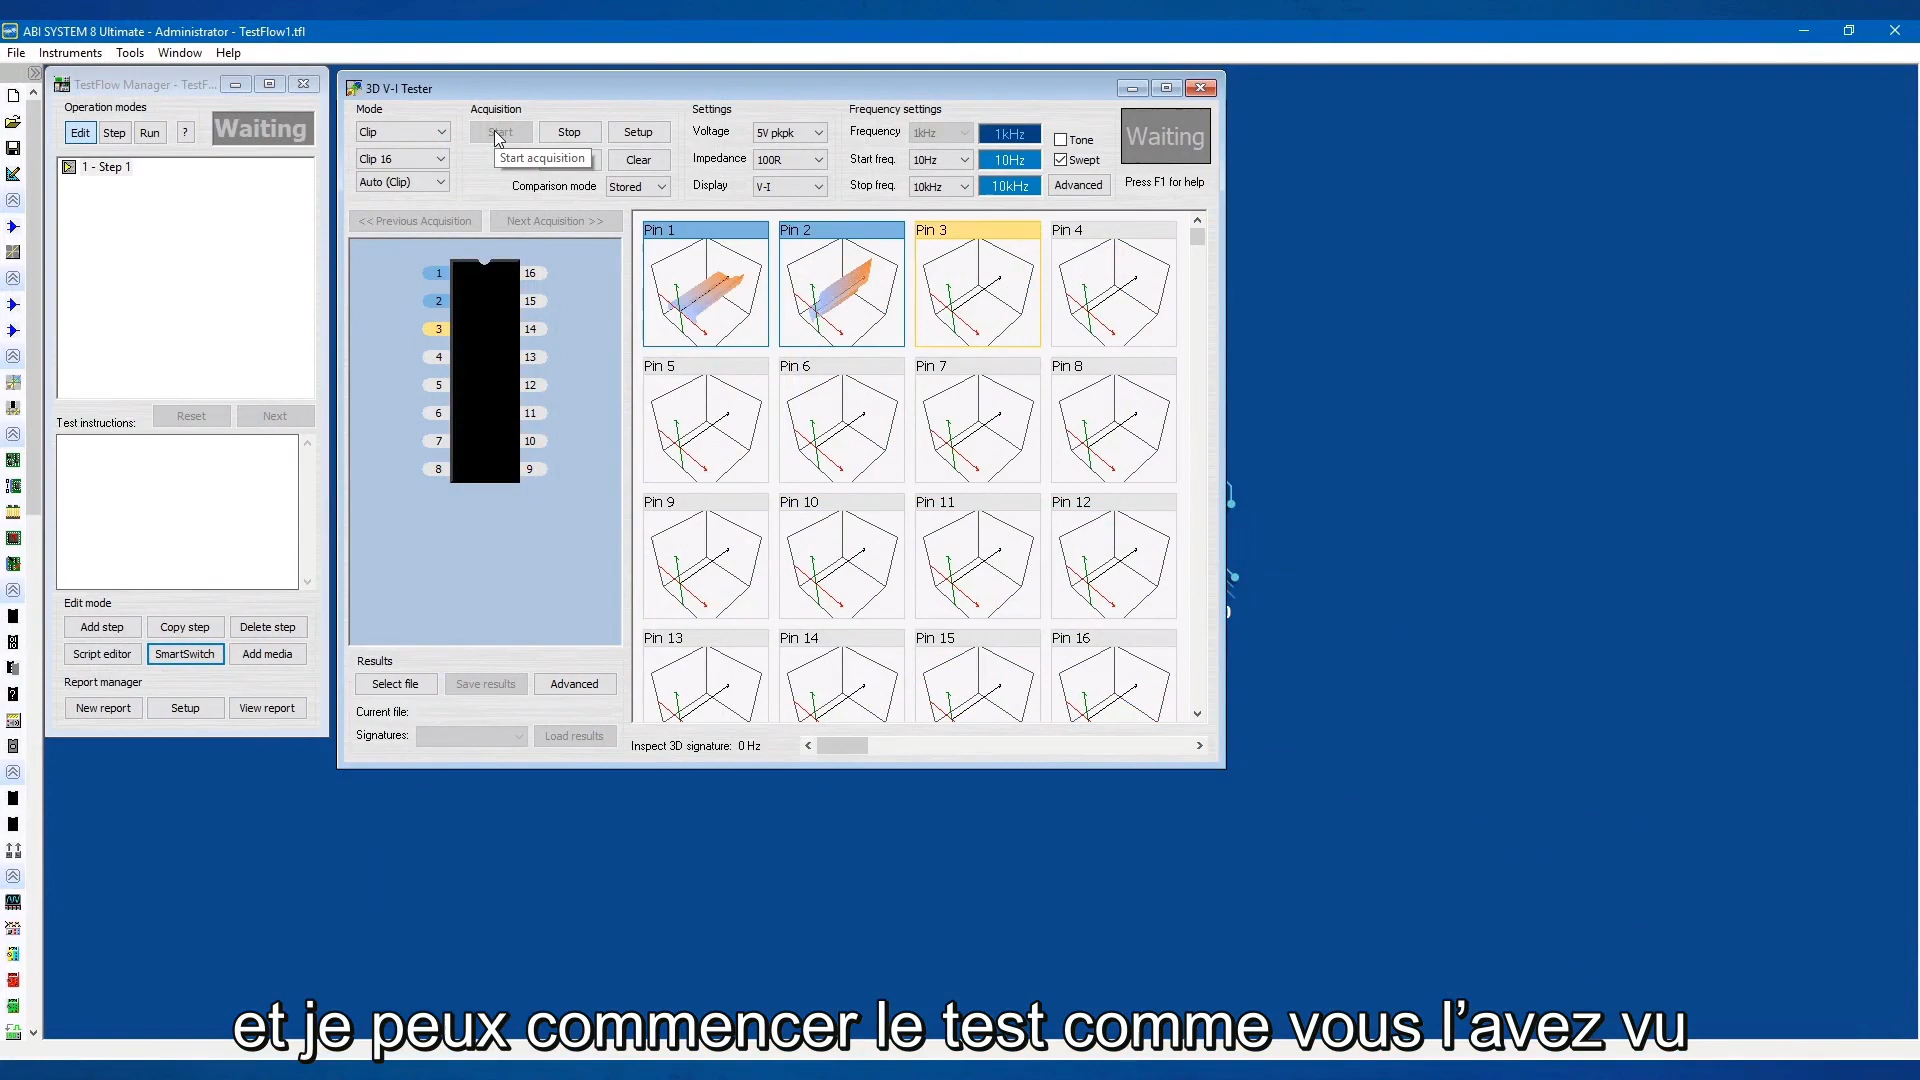 ABI SYSTEM 8 Ultimate - Administrator - TestFlow1.tfl
File Instruments Tools Window Help
TestFlow Manager - TestF...
Operation modes
Edit Step Run ? Waiting
1 - Step 1
Test instructions: Reset Next
Edit mode
Add step Copy step Delete step
Script editor SmartSwitch Add media
Report manager
New report Setup View report
3D V-I Tester
Mode Acquisition Settings Frequency settings
Clip Start Stop Setup Voltage 5V pkpk Frequency 1kHz 1kHz Tone Waiting
Clip 16 Start acquisition Clear Impedance 100R Start freq. 10Hz 10Hz Swept
Auto (Clip) Comparison mode Stored Display V-I Stop freq. 10kHz 10kHz Advanced Press F1 for help
<< Previous Acquisition Next Acquisition >>
1 16
2 15
3 14
4 13
5 12
6 11
7 10
8 9
Pin 1 Pin 2 Pin 3 Pin 4
Pin 5 Pin 6 Pin 7 Pin 8
Pin 9 Pin 10 Pin 11 Pin 12
Pin 13 Pin 14 Pin 15 Pin 16
Results
Select file Save results Advanced
Current file:
Signatures: Load results
Inspect 3D signature: 0 Hz
et je peux commencer le test comme vous l’avez vu